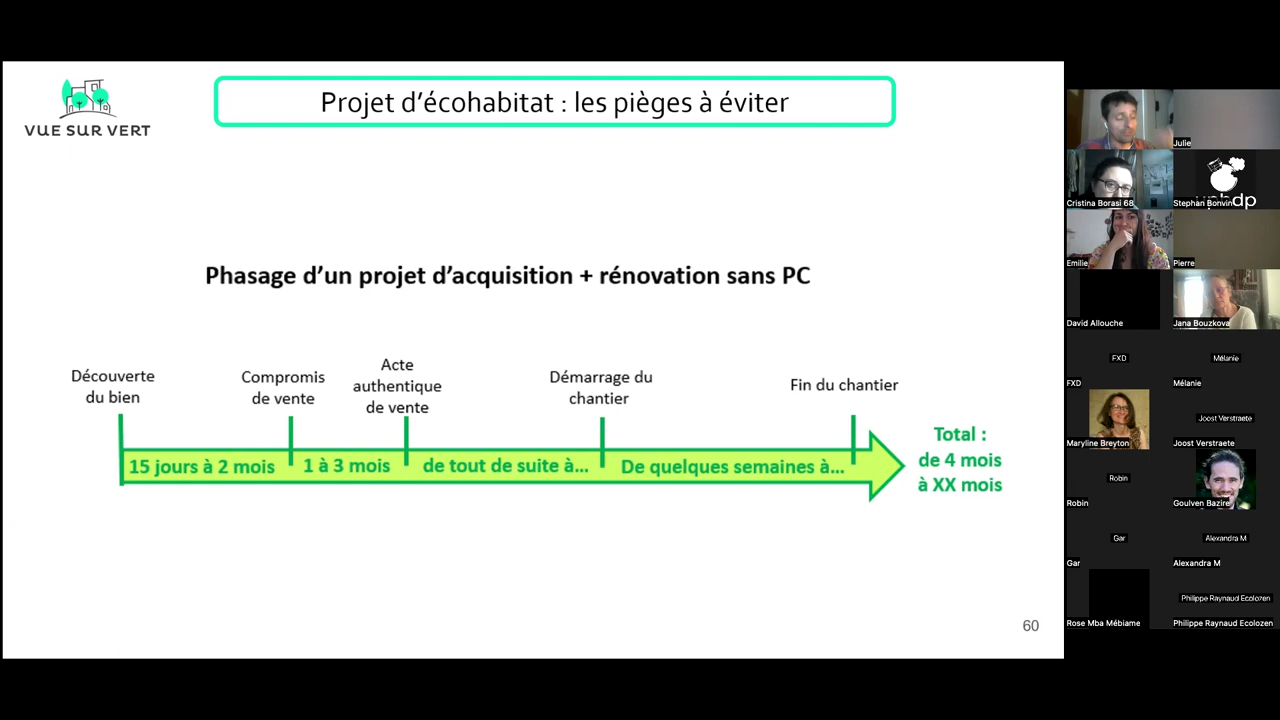 VUE SUR VERT
Projet d'écohabitat : les pièges à éviter
Phasage d'un projet d'acquisition + rénovation sans PC
Découverte
du bien
Compromis
de vente
Acte
authentique
de vente
Démarrage du
chantier
Fin du chantier
15 jours à 2 mois
1 à 3 mois
de tout de suite à...
De quelques semaines à...
Total :
de 4 mois
à XX mois
60
Julie
Cristina Borasi 68
Stephan Bonvin
Emilie
Pierre
David Allouche
Jana Bouzkova
FXD
FXD
Mélanie
Mélanie
Maryline Breyton
Joost Verstraete
Joost Verstraete
Robin
Robin
Goulven Bazire
Gar
Gar
Alexandra M
Alexandra M
Rose Mba Mébiame
Philippe Raynaud Ecolozen
Philippe Raynaud Ecolozen